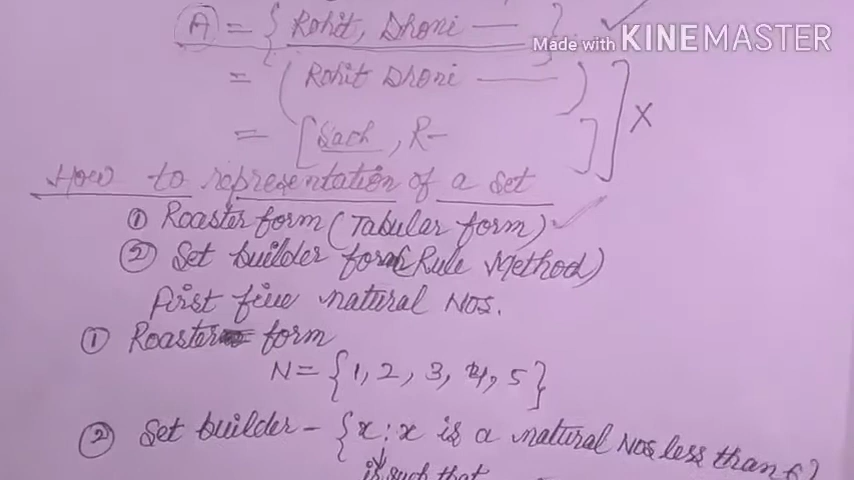 A = { Rohit, Dhoni — }
Made with KINEMASTER
= ( Rohit Dhoni — ) ] X
= [ Sach, R- ]
How to representation of a set
① Roaster form (Tabular form)
② Set builder form (Rule Method)
First five natural NOS.
① Roaster form
N = {1, 2, 3, 4, 5}
② Set builder - {x : x is a natural NOS less than 6}
is such that